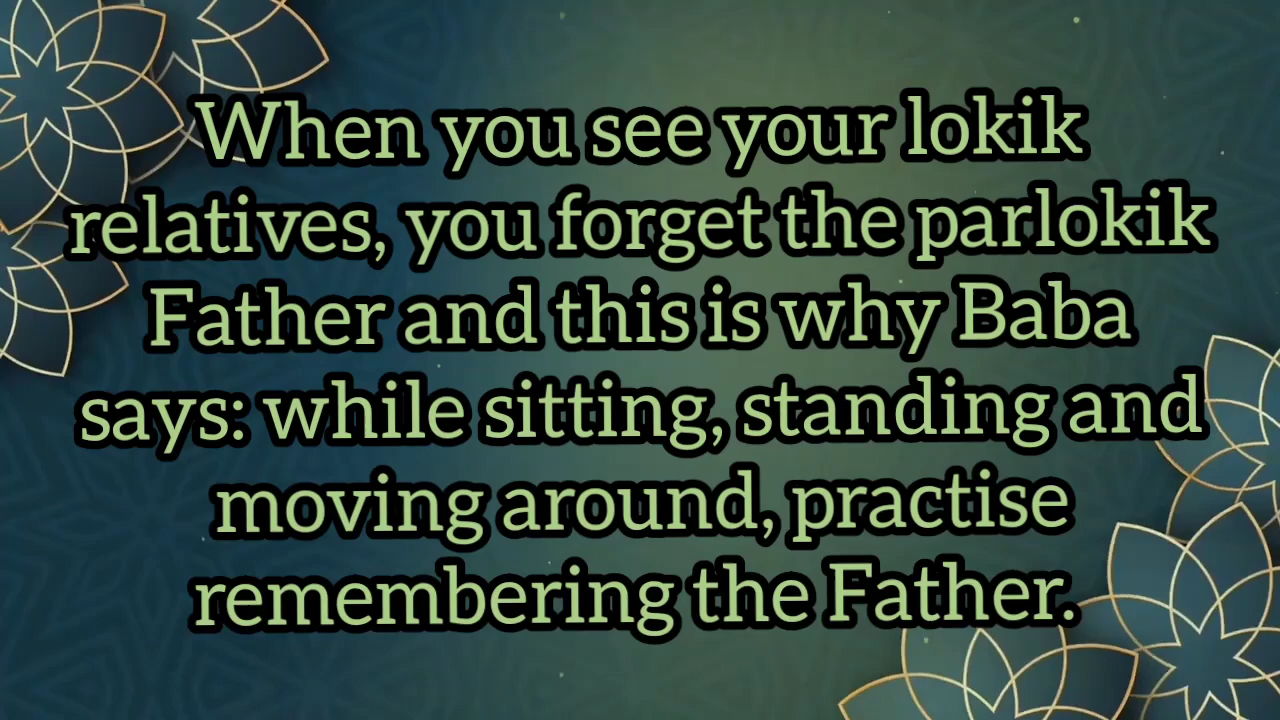 When you see your lokik
relatives, you forget the parlokik
Father and this is why Baba
says: while sitting, standing and
moving around, practise
remembering the Father.